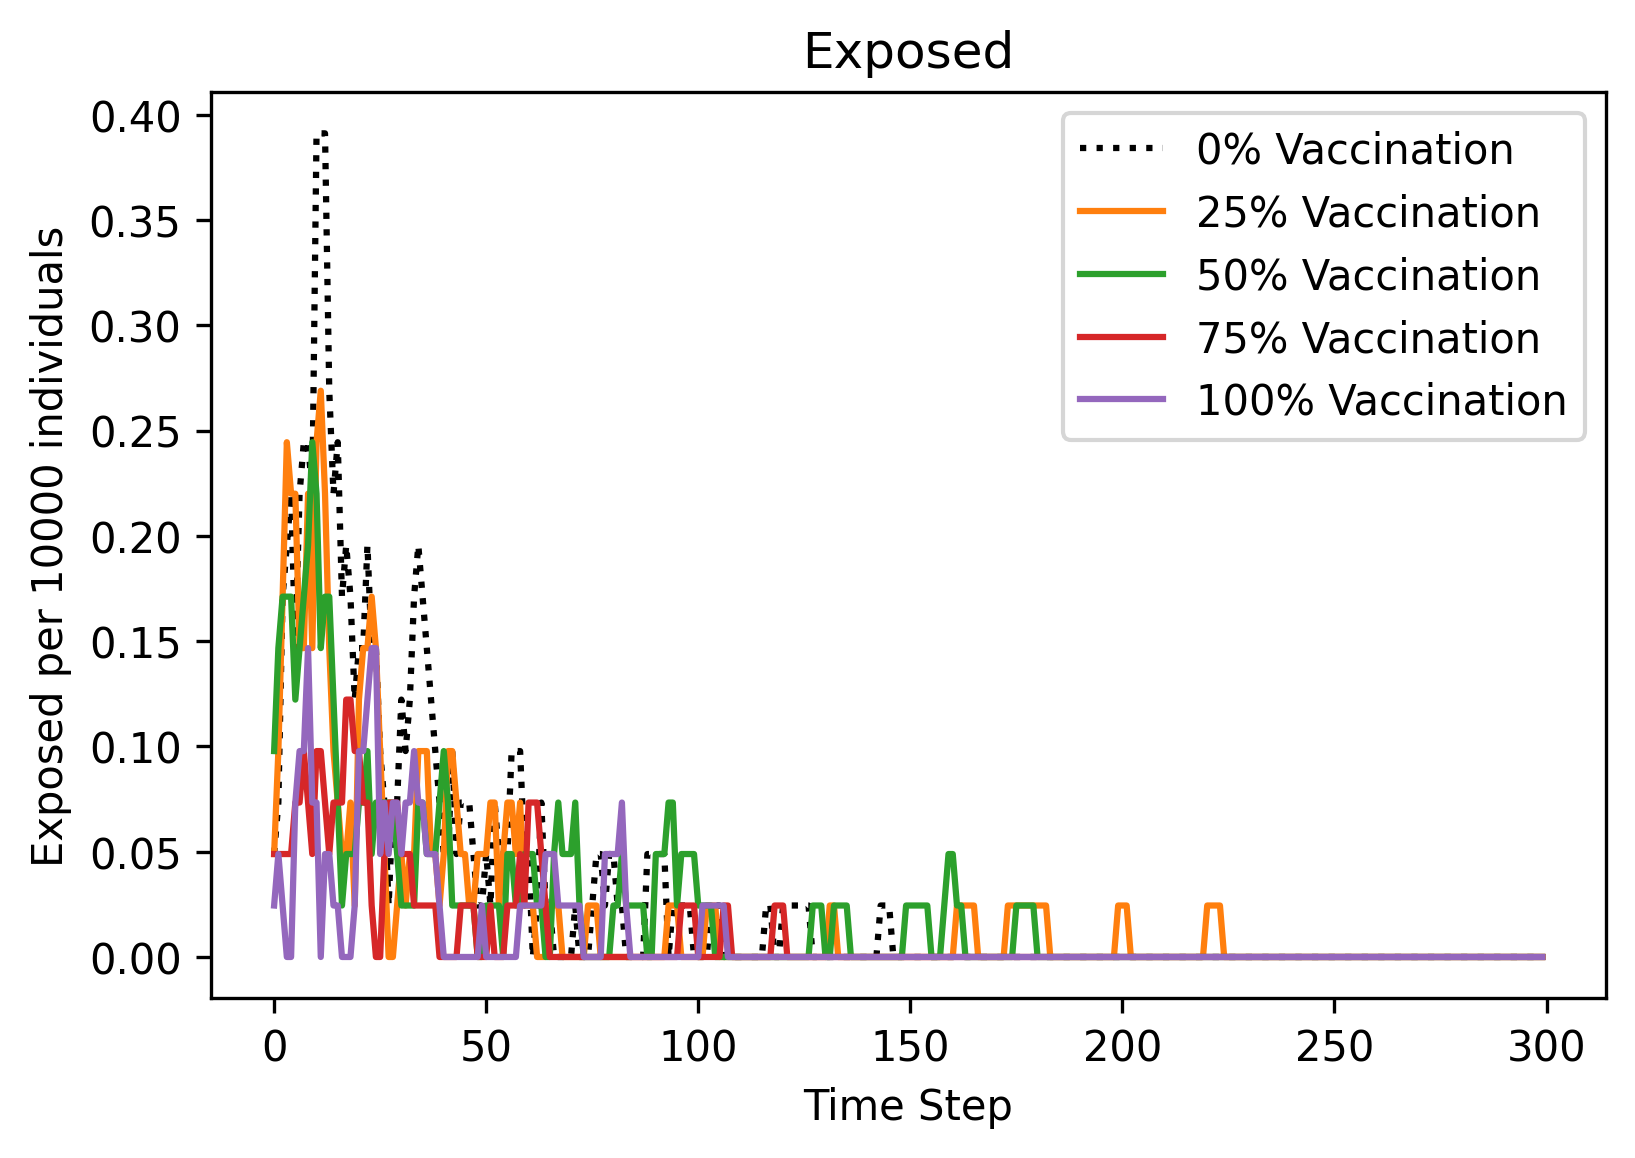 Exposed
0.40
0.35
0.30
0.25
0.20
0.15
0.10
0.05
0.00
Exposed per 10000 individuals
0% Vaccination
25% Vaccination
50% Vaccination
75% Vaccination
100% Vaccination
0 50 100 150 200 250 300
Time Step